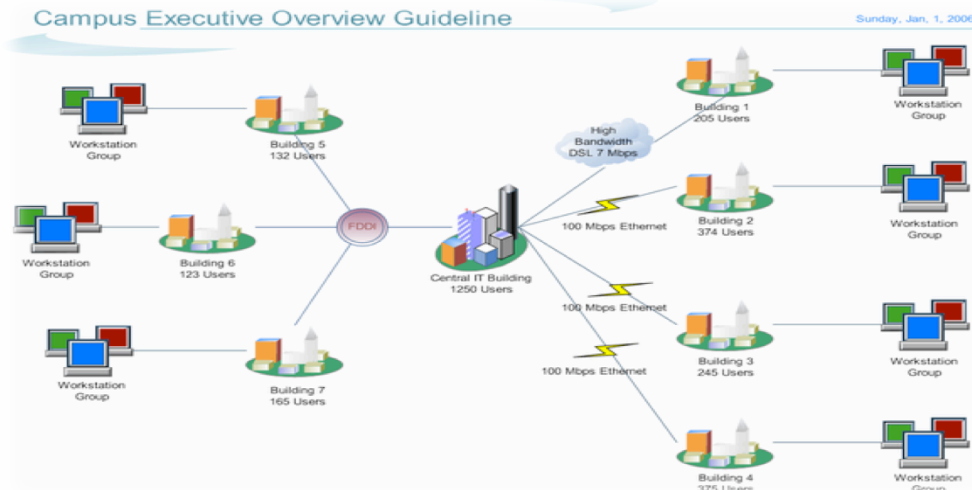 Campus Executive Overview Guideline
Sunday, Jan, 1, 2006
Workstation
Group
Building 5
132 Users
Workstation
Group
Building 6
123 Users
Workstation
Group
Building 7
165 Users
FDDI
Central IT Building
1250 Users
High
Bandwidth
DSL 7 Mbps
100 Mbps Ethernet
100 Mbps Ethernet
100 Mbps Ethernet
Building 1
205 Users
Workstation
Group
Building 2
374 Users
Workstation
Group
Building 3
245 Users
Workstation
Group
Building 4
375 Users
Workstation
Group